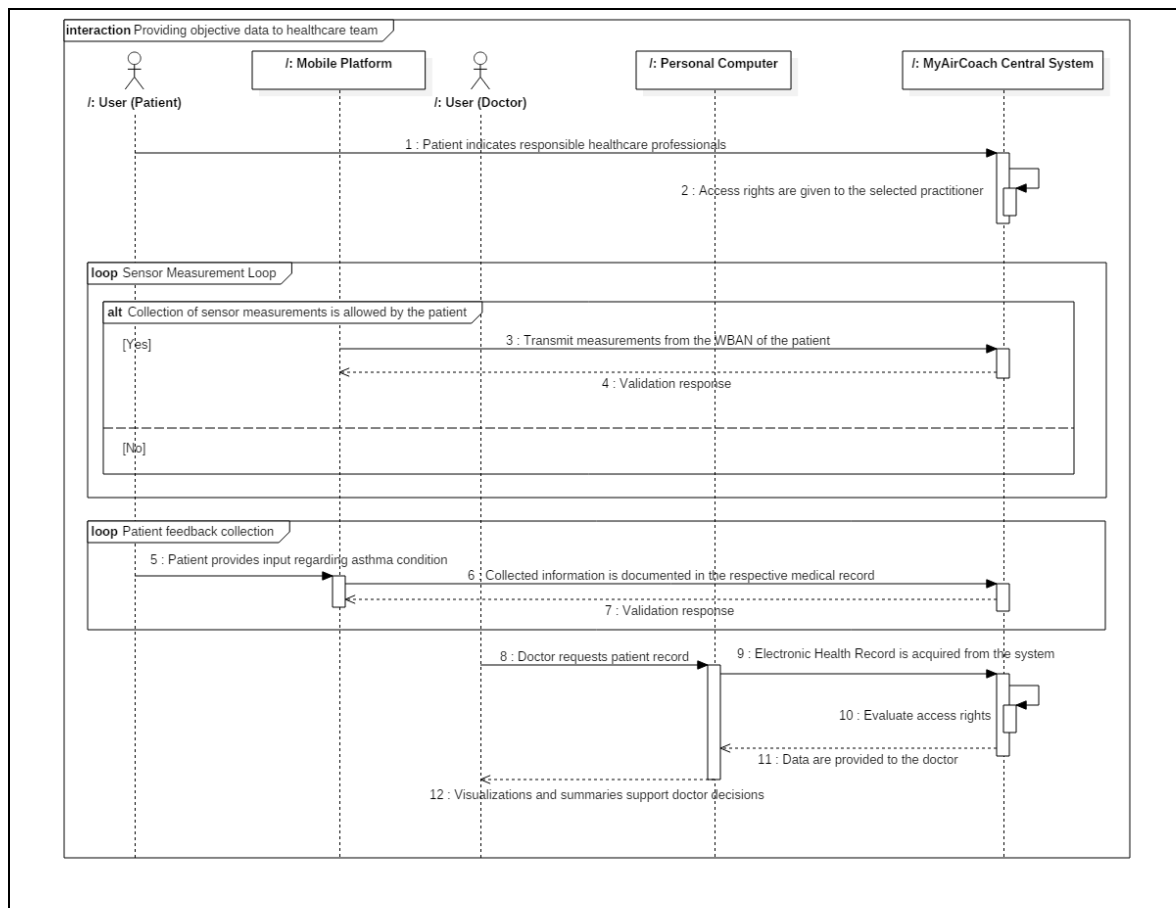 interaction Providing objective data to healthcare team
/: User (Patient)
/: Mobile Platform
/: User (Doctor)
/: Personal Computer
/: MyAirCoach Central System
1 : Patient indicates responsible healthcare professionals
2 : Access rights are given to the selected practitioner
loop Sensor Measurement Loop
alt Collection of sensor measurements is allowed by the patient
[Yes]
3 : Transmit measurements from the WBAN of the patient
4 : Validation response
[No]
loop Patient feedback collection
5 : Patient provides input regarding asthma condition
6 : Collected information is documented in the respective medical record
7 : Validation response
8 : Doctor requests patient record
9 : Electronic Health Record is acquired from the system
10 : Evaluate access rights
11 : Data are provided to the doctor
12 : Visualizations and summaries support doctor decisions